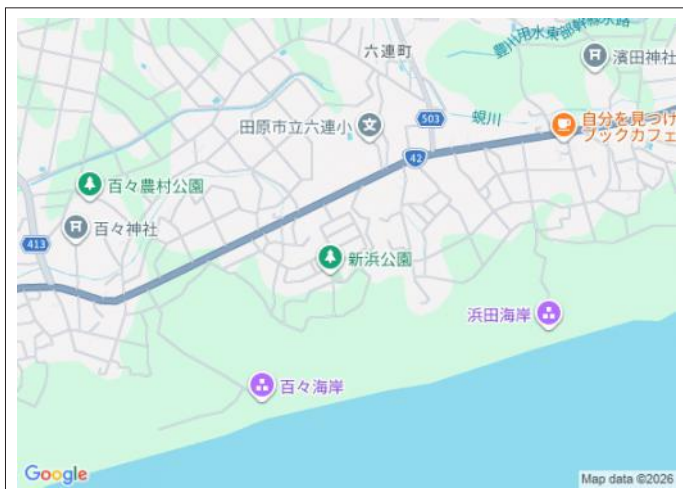 豊川用水東部幹線水路
六連町
濱田神社
503
蜆川
自分を見つけ
ブックカフェ
田原市立六連小
文
42
百々農村公園
百々神社
413
新浜公園
浜田海岸
百々海岸
Google
Map data ©2026